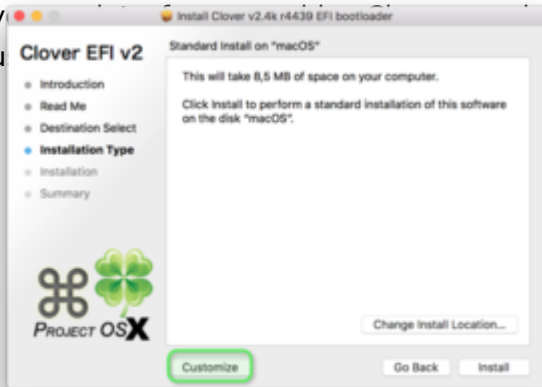 Install Clover v2.4k r4439 EFI bootloader
Clover EFI v2
Standard Install on "macOS"
Introduction
Read Me
Destination Select
Installation Type
Installation
Summary
This will take 8,5 MB of space on your computer.
Click Install to perform a standard installation of this software
on the disk "macOS".
PROJECT OSX
Change Install Location...
Customize
Go Back
Install